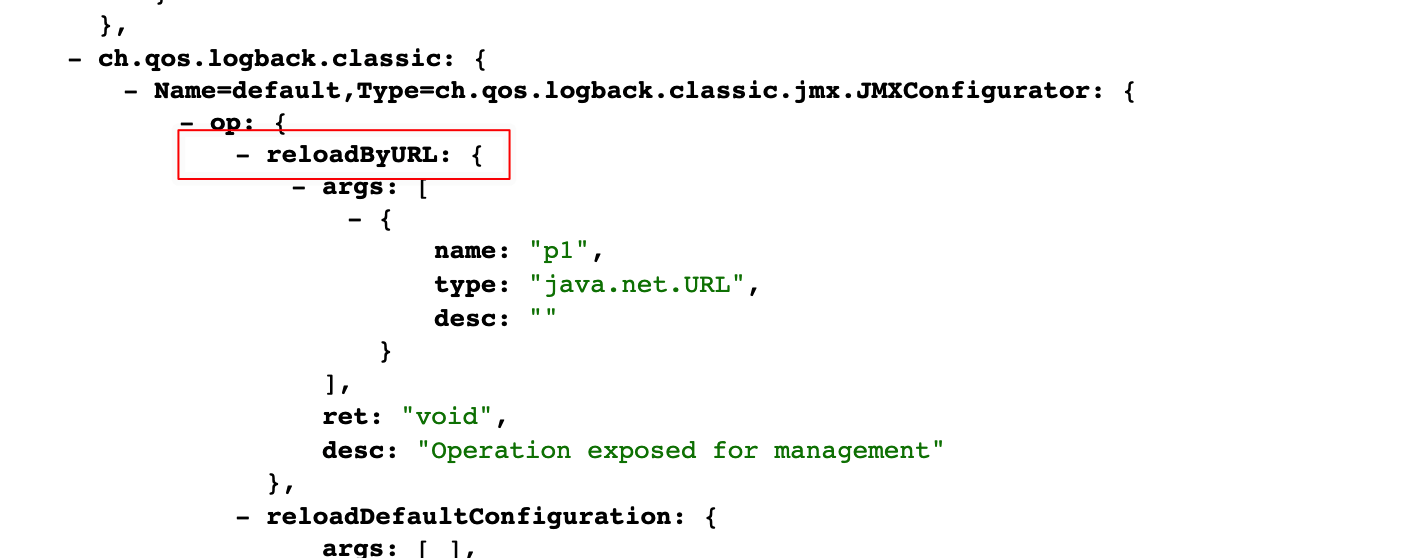 },
- ch.qos.logback.classic: {
- Name=default,Type=ch.qos.logback.classic.jmx.JMXConfigurator: {
- op: {
- reloadByURL: {
- args: [
- {
name: "p1",
type: "java.net.URL",
desc: ""
}
],
ret: "void",
desc: "Operation exposed for management"
},
- reloadDefaultConfiguration: {
args: [ ],